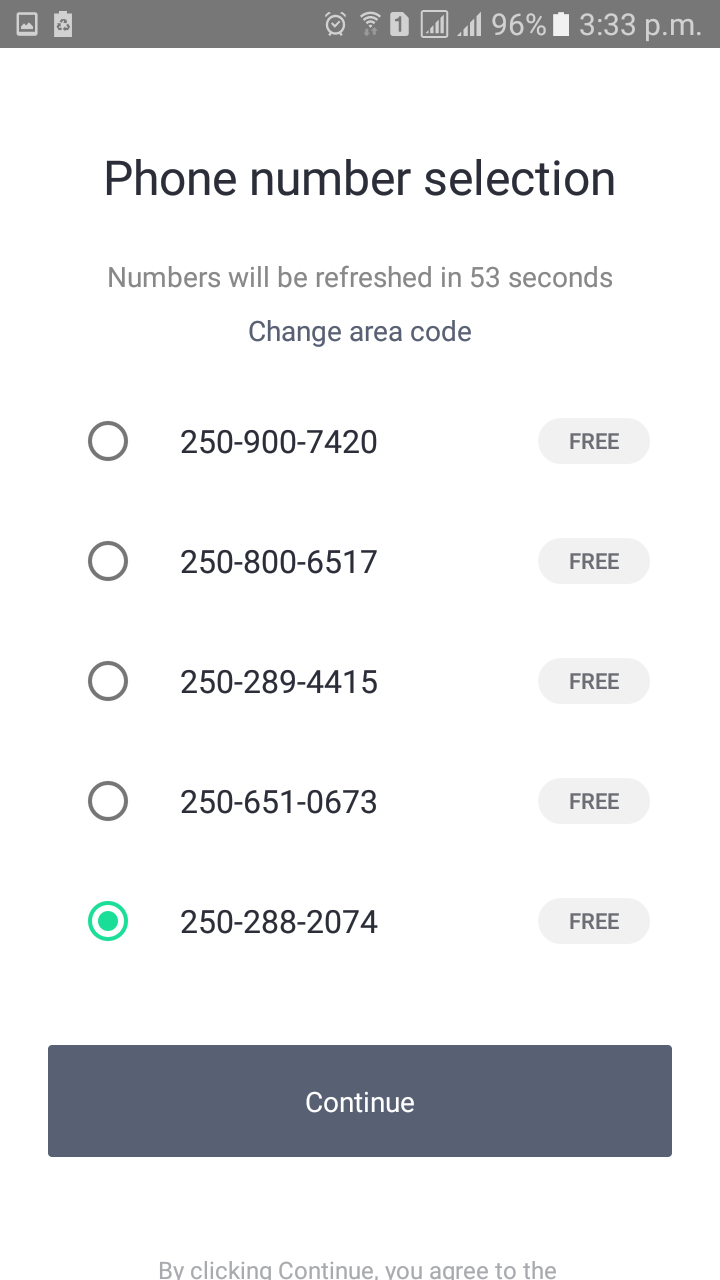 1 96% 3:33 p.m.
Phone number selection
Numbers will be refreshed in 53 seconds
Change area code
250-900-7420 FREE
250-800-6517 FREE
250-289-4415 FREE
250-651-0673 FREE
250-288-2074 FREE
Continue
By clicking Continue, you agree to the